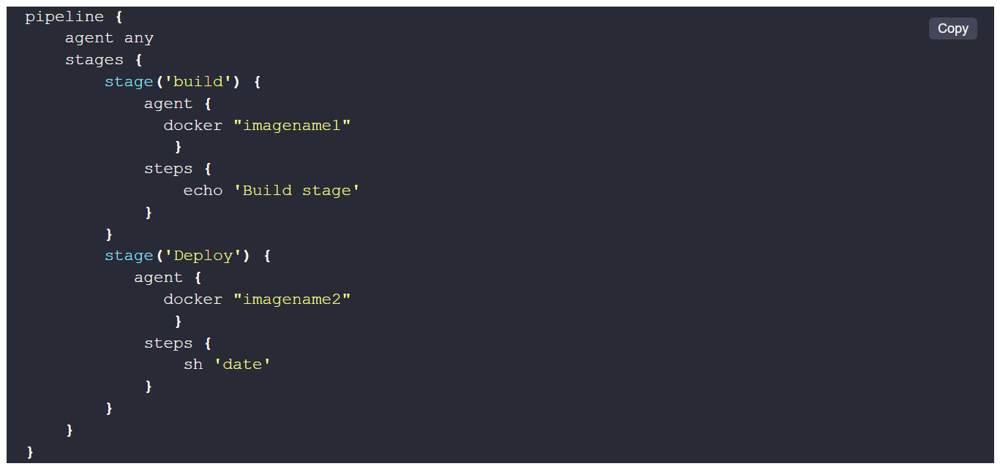 pipeline {
Copy
    agent any
    stages {
        stage('build') {
            agent {
              docker "imagename1"
               }
            steps {
                echo 'Build stage'
            }
        }
        stage('Deploy') {
           agent {
              docker "imagename2"
               }
            steps {
                sh 'date'
            }
        }
    }
}